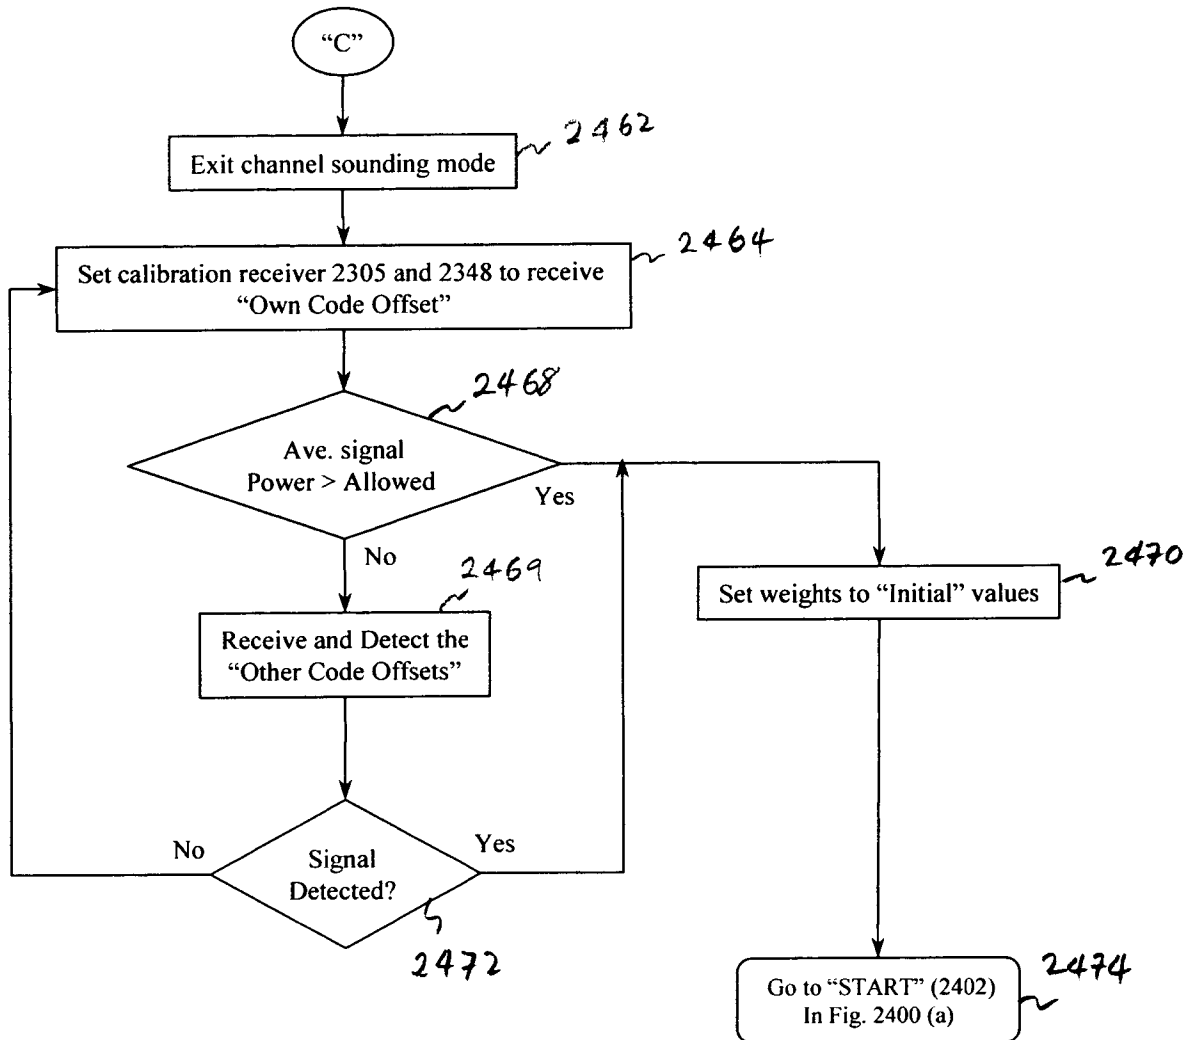 “C”
2462
Exit channel sounding mode
2464
Set calibration receiver 2305 and 2348 to receive
“Own Code Offset”
2468
Ave. signal
Power > Allowed
Yes
No
2469
2470
Set weights to “Initial” values
Receive and Detect the
“Other Code Offsets”
No
Yes
Signal
Detected?
2472
2474
Go to “START” (2402)
In Fig. 2400 (a)